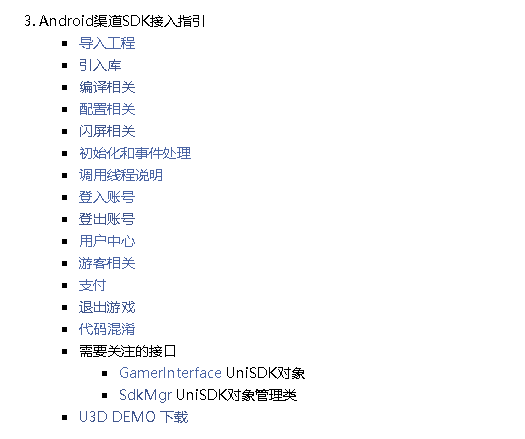 3. Android渠道SDK接入指引
导入工程
引入库
编译相关
配置相关
闪屏相关
初始化和事件处理
调用线程说明
登入账号
登出账号
用户中心
游客相关
支付
退出游戏
代码混淆
需要关注的接口
GamerInterface UniSDK对象
SdkMgr UniSDK对象管理类
U3D DEMO 下载